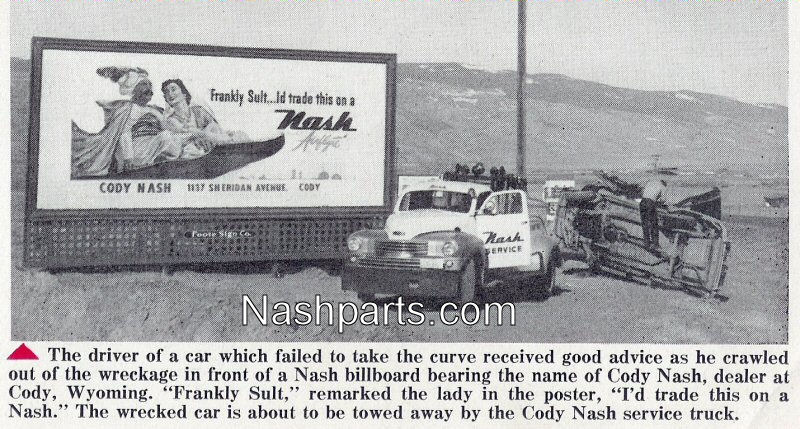 "Frankly Sult...I'd trade this on a
Nash
Airflyte
CODY NASH 1137 SHERIDAN AVENUE, CODY
Foote Sign Co.
Nash
SERVICE
Nashparts.com
The driver of a car which failed to take the curve received good advice as he crawled
out of the wreckage in front of a Nash billboard bearing the name of Cody Nash, dealer at
Cody, Wyoming. "Frankly Sult," remarked the lady in the poster, "I'd trade this on a
Nash." The wrecked car is about to be towed away by the Cody Nash service truck.